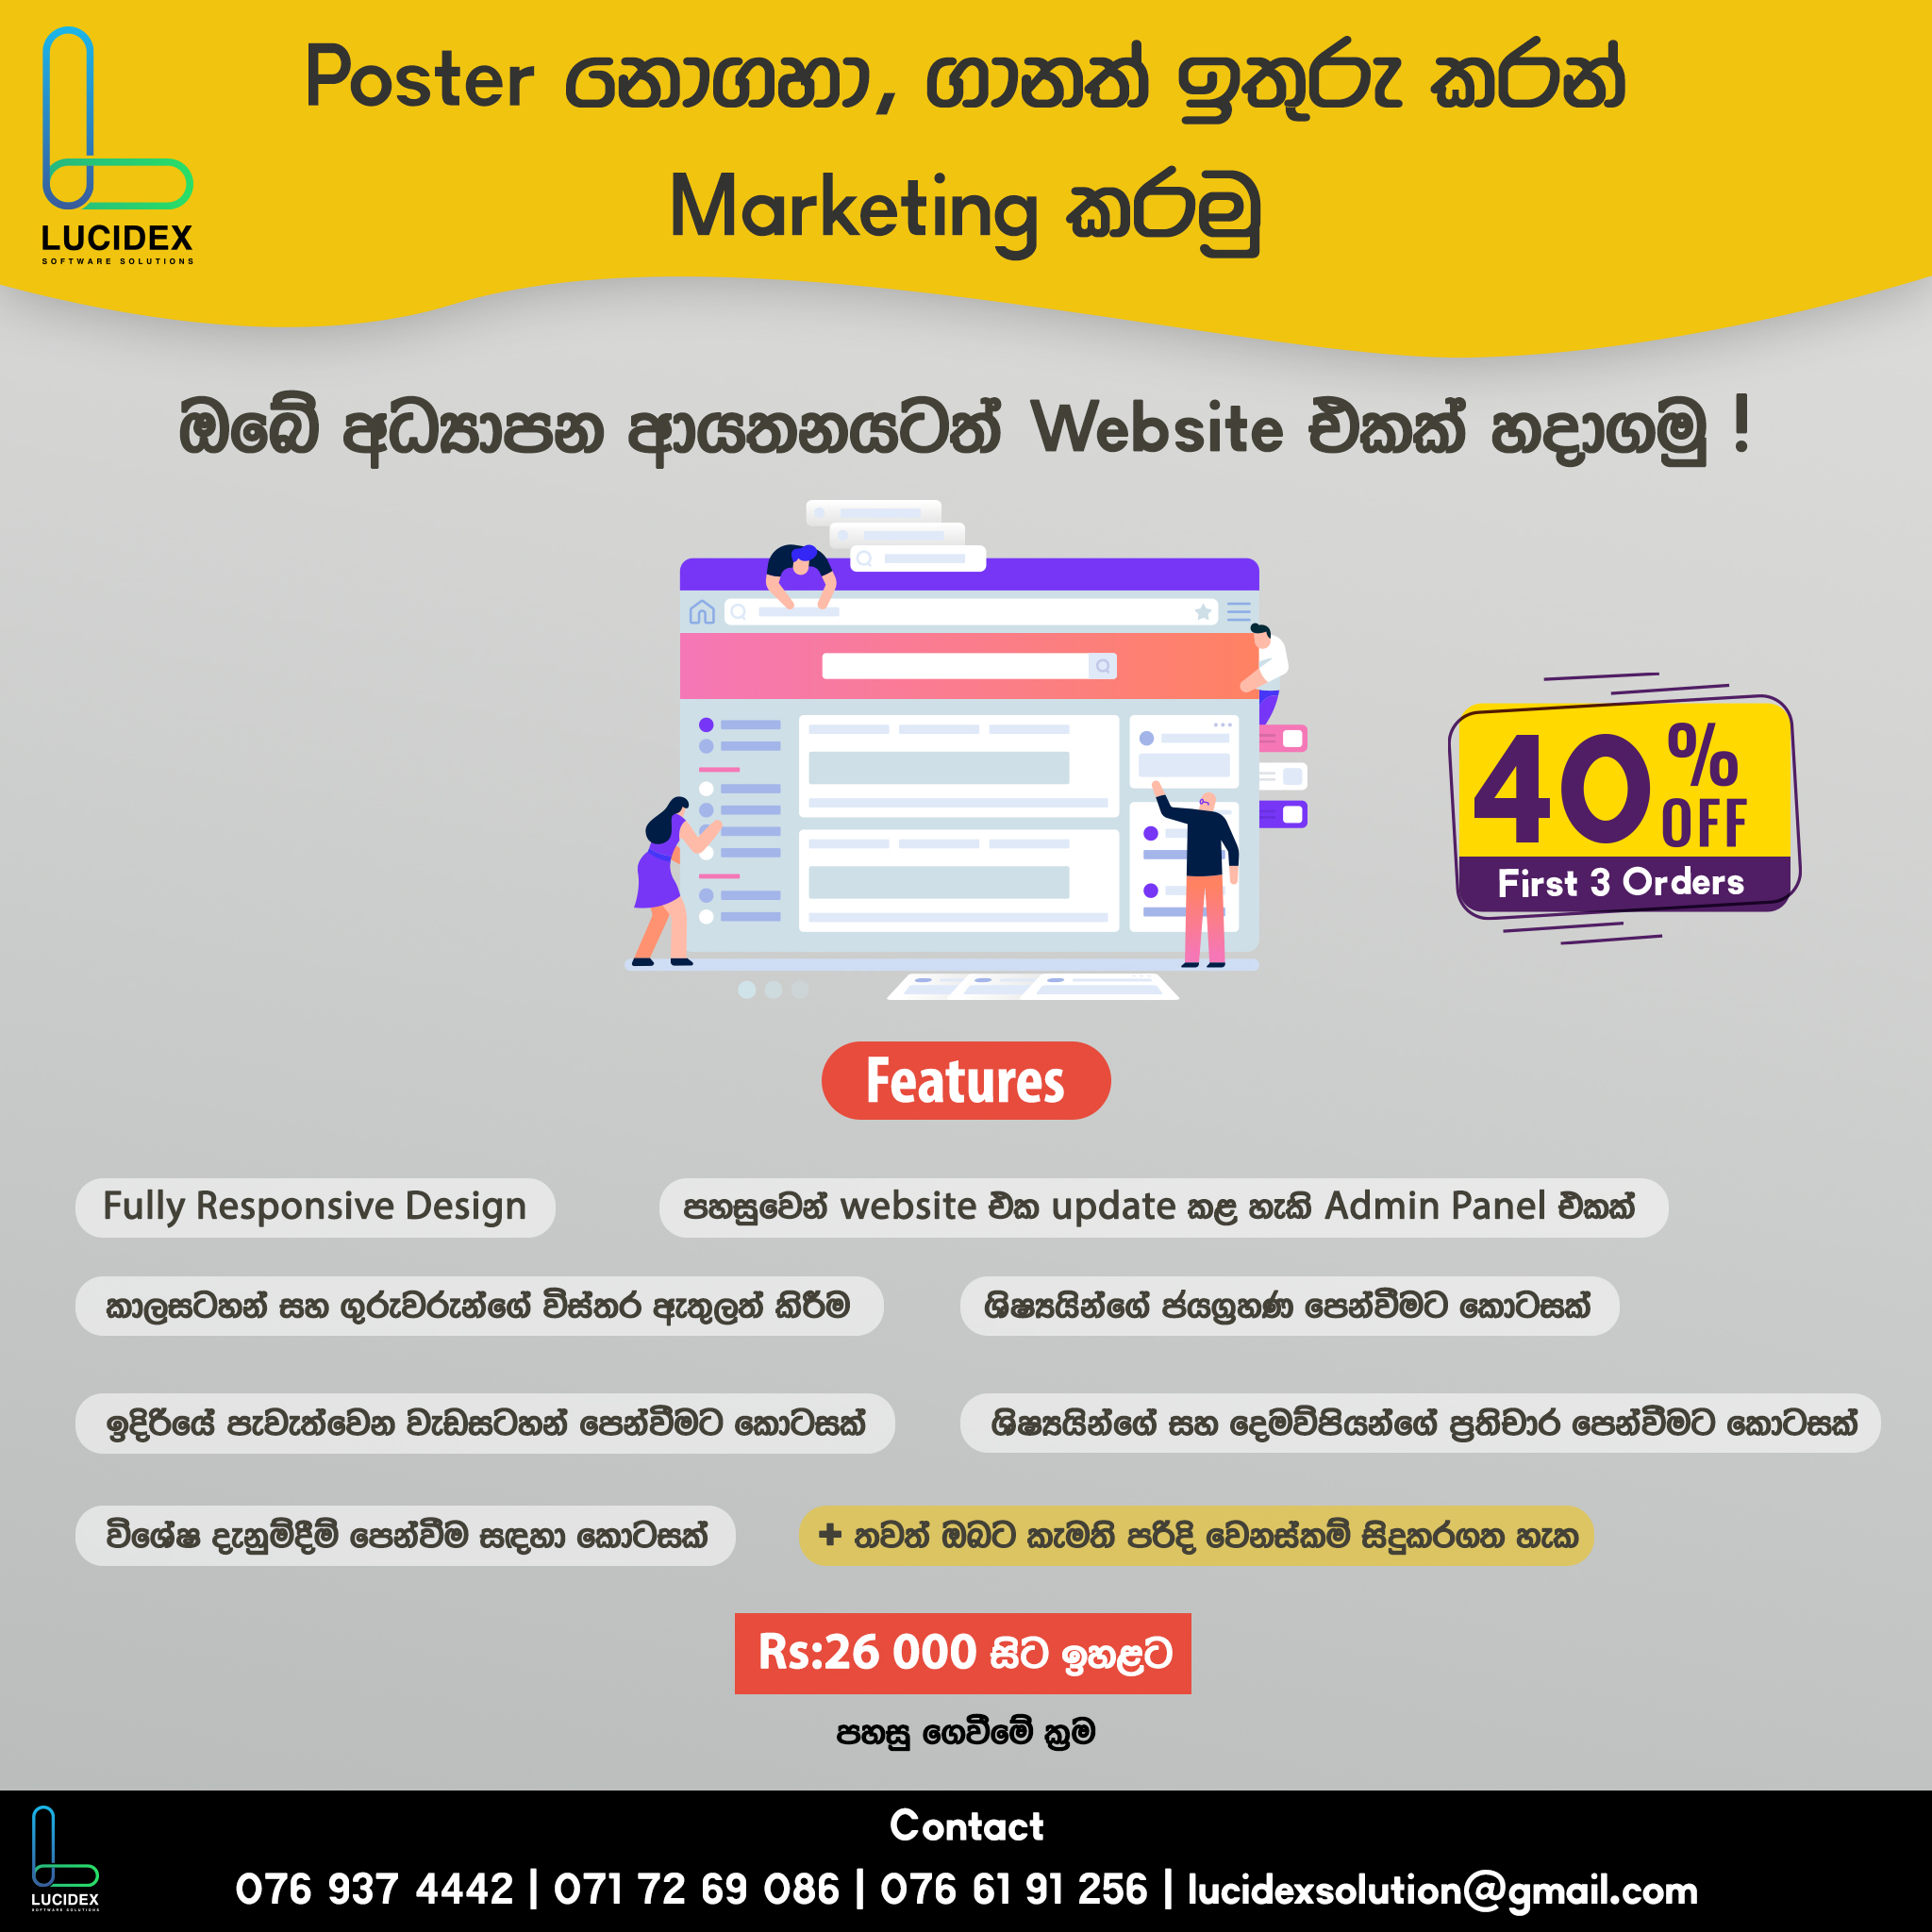 Poster නොගහා, ගානත් ඉතුරු කරන්
Marketing කරමු
LUCIDEX
SOFTWARE SOLUTIONS
ඔබේ අධ්‍යාපන ආයතනයටත් Website එකක් හදාගමු !
40% OFF
First 3 Orders
Features
Fully Responsive Design
පහසුවෙන් website එක update කළ හැකි Admin Panel එකක්
කාලසටහන් සහ ගුරුවරුන්ගේ විස්තර ඇතුලත් කිරීම
ශිෂ්‍යයින්ගේ ජයග්‍රහණ පෙන්වීමට කොටසක්
ඉදිරියේ පැවැත්වෙන වැඩසටහන් පෙන්වීමට කොටසක්
ශිෂ්‍යයින්ගේ සහ දෙමව්පියන්ගේ ප්‍රතිචාර පෙන්වීමට කොටසක්
විශේෂ දැනුම්දීම් පෙන්වීම සඳහා කොටසක්
+ තවත් ඔබට කැමති පරිදි වෙනස්කම් සිදුකරගත හැක
Rs:26 000 සිට ඉහළට
පහසු ගෙවීමේ ක්‍රම
Contact
076 937 4442 | 071 72 69 086 | 076 61 91 256 | lucidexsolution@gmail.com
LUCIDEX
SOFTWARE SOLUTIONS